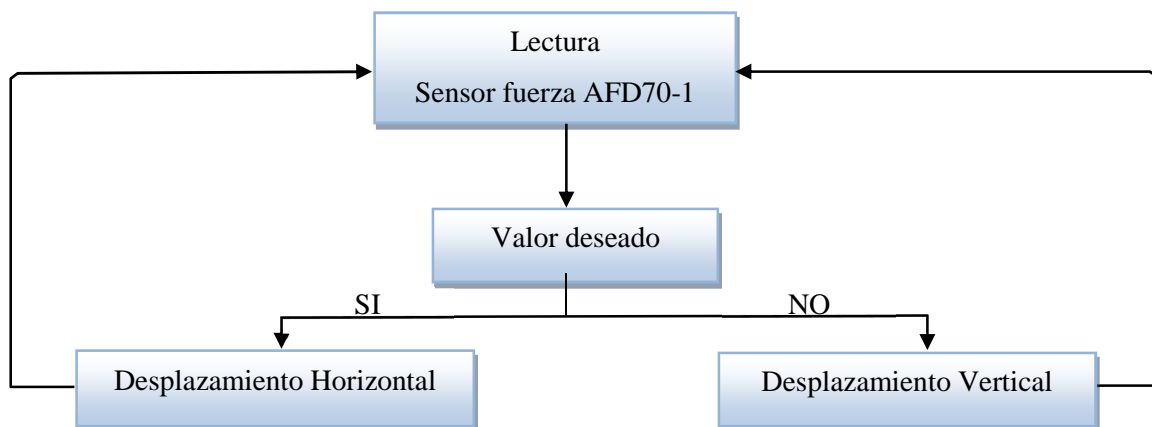 Lectura
Sensor fuerza AFD70-1
Valor deseado
SI
NO
Desplazamiento Horizontal
Desplazamiento Vertical